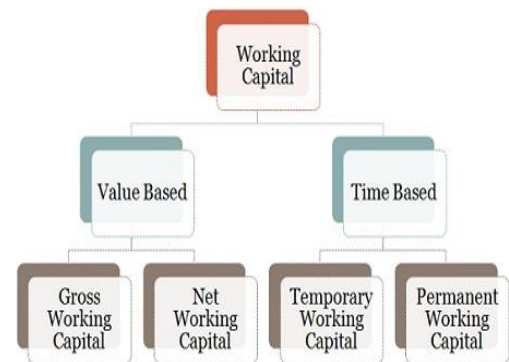 Working
Capital
Value Based
Time Based
Gross
Working
Capital
Net
Working
Capital
Temporary
Working
Capital
Permanent
Working
Capital